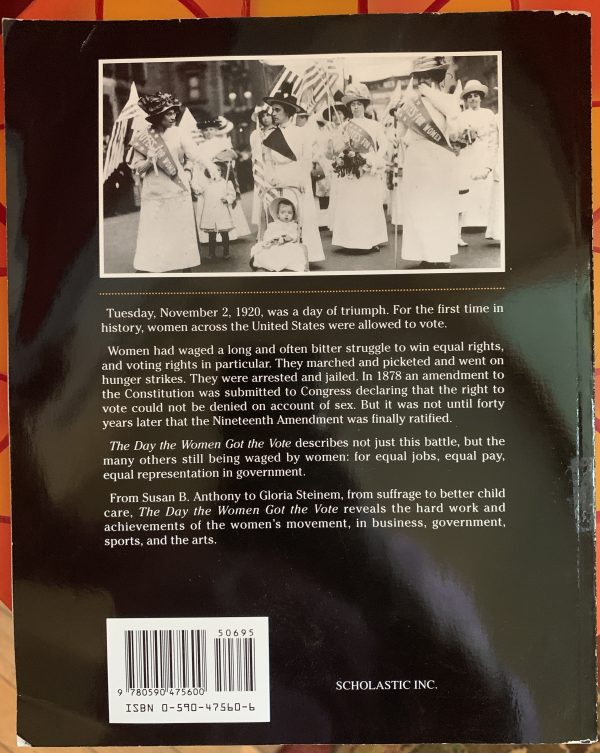 Tuesday, November 2, 1920, was a day of triumph. For the first time in
history, women across the United States were allowed to vote.
Women had waged a long and often bitter struggle to win equal rights,
and voting rights in particular. They marched and picketed and went on
hunger strikes. They were arrested and jailed. In 1878 an amendment to
the Constitution was submitted to Congress declaring that the right to
vote could not be denied on account of sex. But it was not until forty
years later that the Nineteenth Amendment was finally ratified.
The Day the Women Got the Vote describes not just this battle, but the
many others still being waged by women: for equal jobs, equal pay,
equal representation in government.
From Susan B. Anthony to Gloria Steinem, from suffrage to better child
care, The Day the Women Got the Vote reveals the hard work and
achievements of the women's movement, in business, government,
sports, and the arts.
50695
9 780590 475600
ISBN 0-590-47560-6
SCHOLASTIC INC.